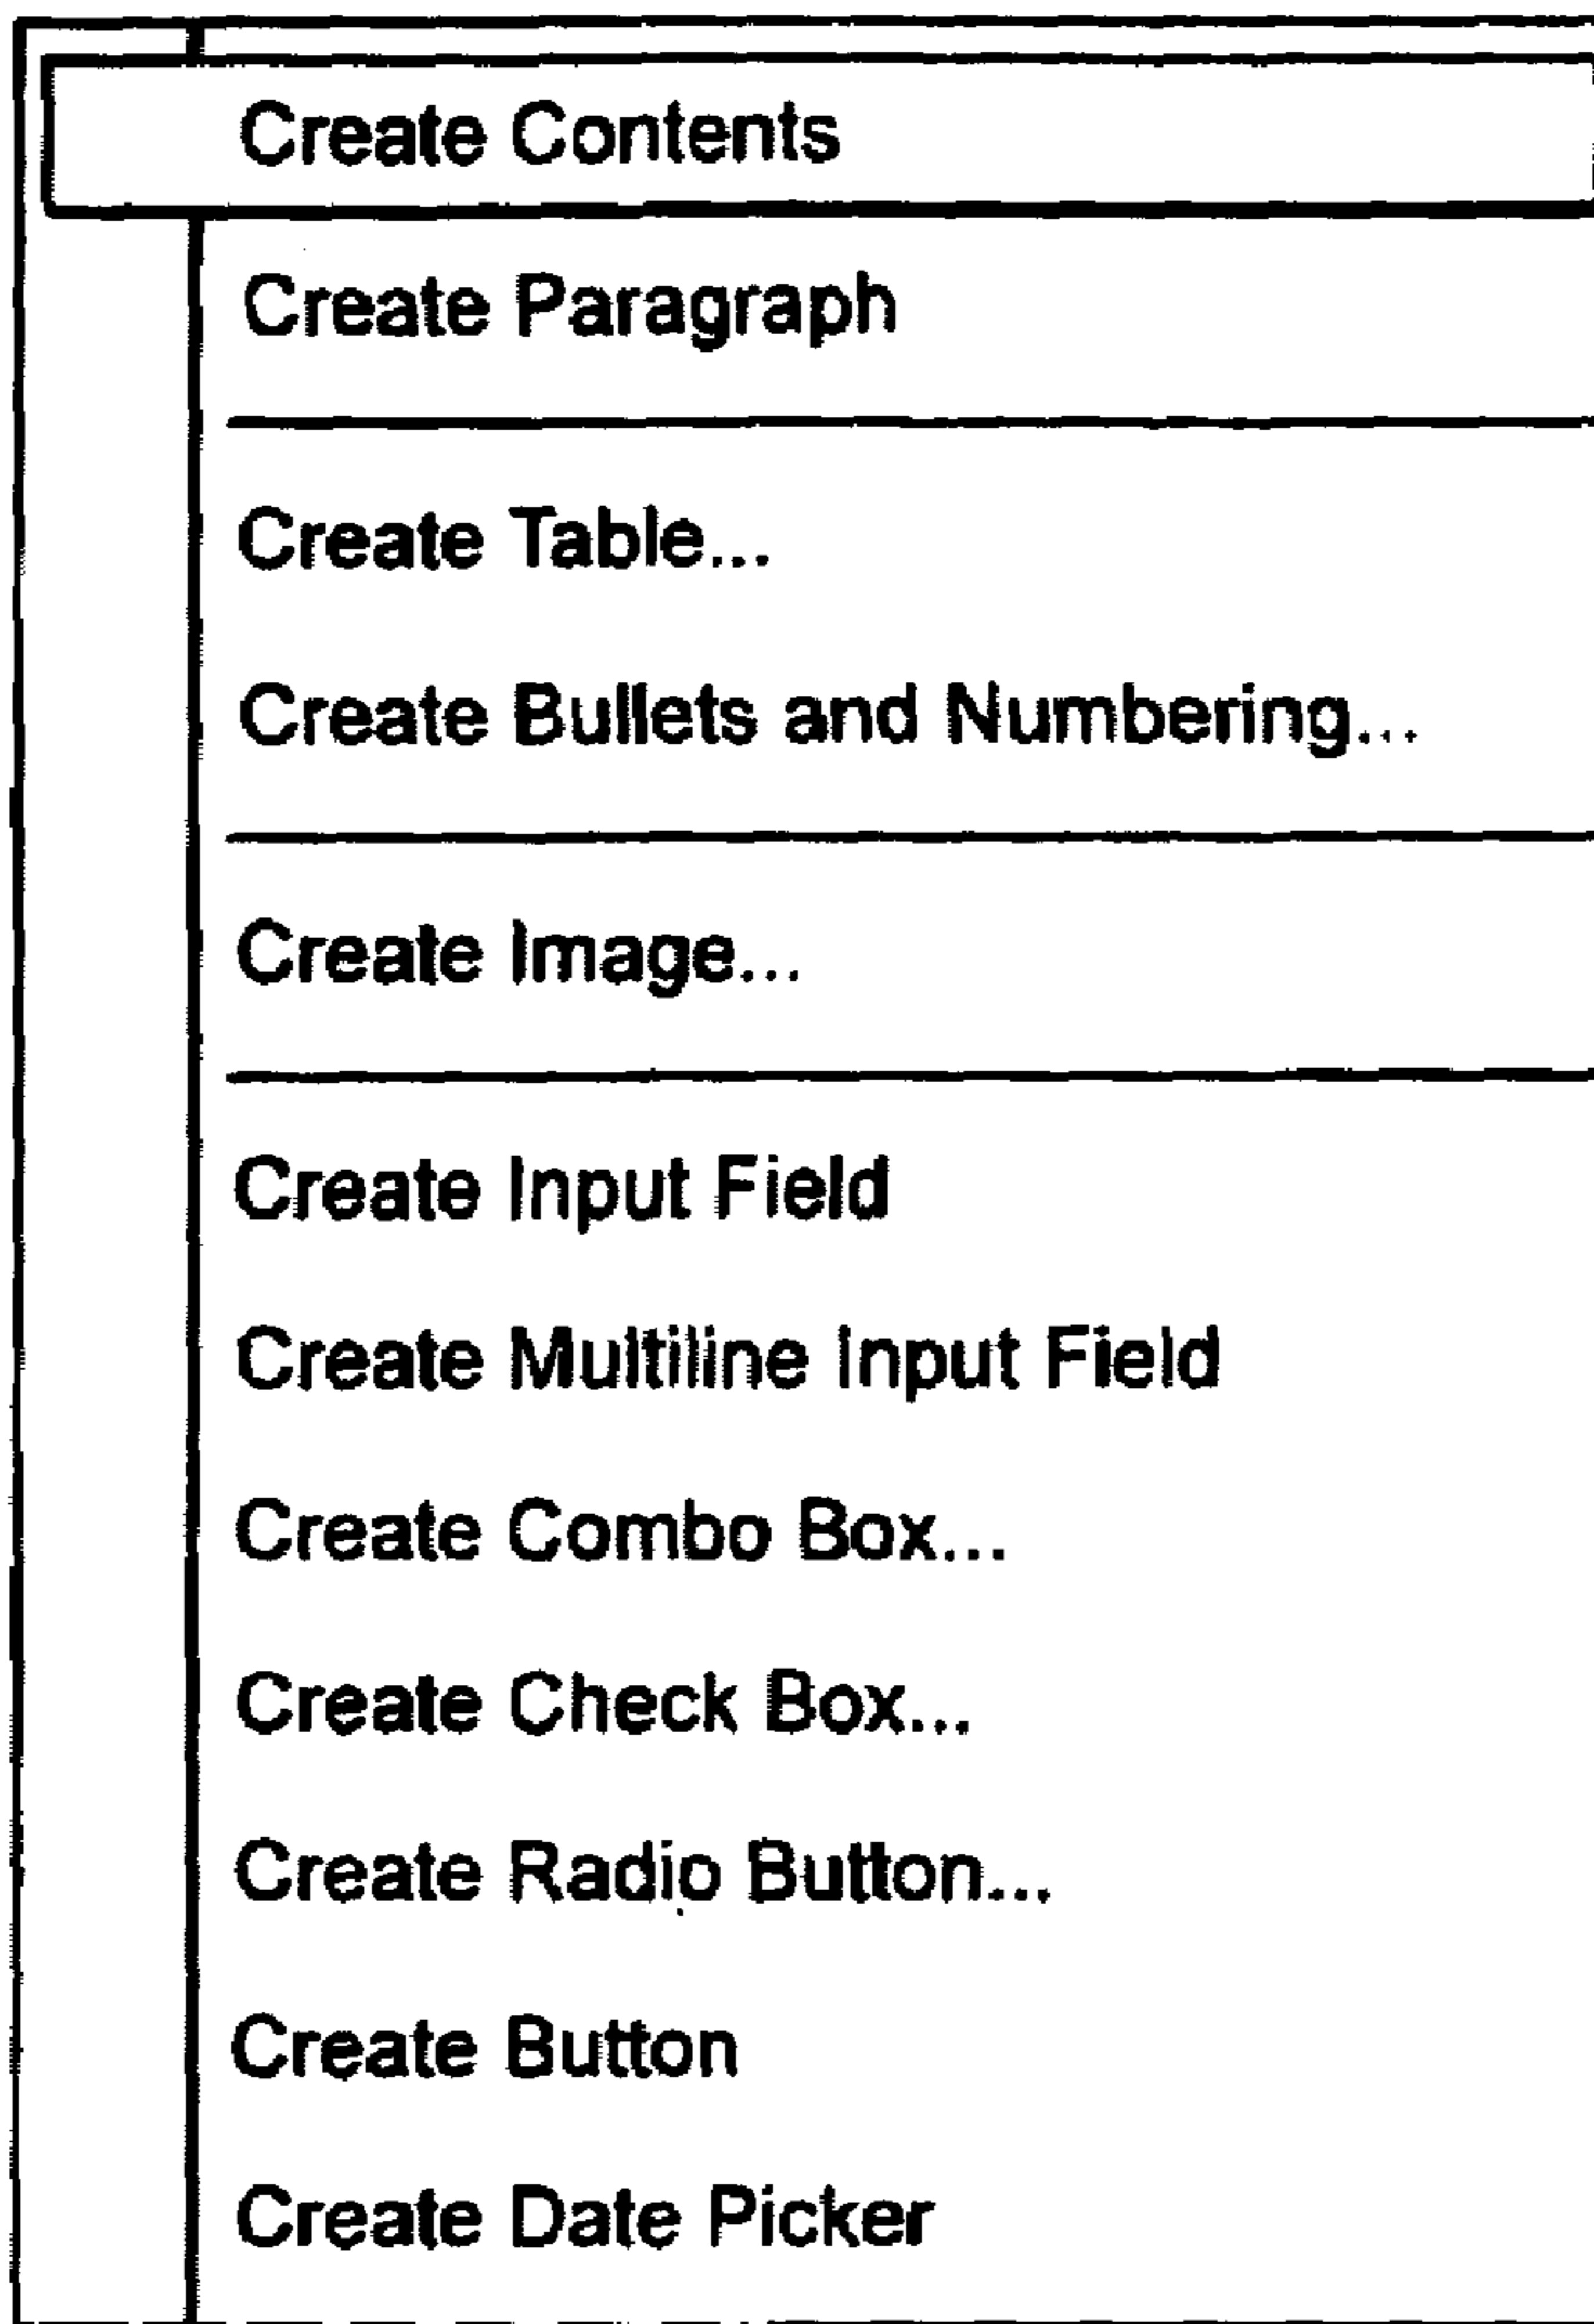 Create Contents
Create Paragraph
Create Table...
Create Bullets and Numbering...
Create Image...
Create Input Field
Create Multiline Input Field
Create Combo Box...
Create Check Box...
Create Radio Button...
Create Button
Create Date Picker